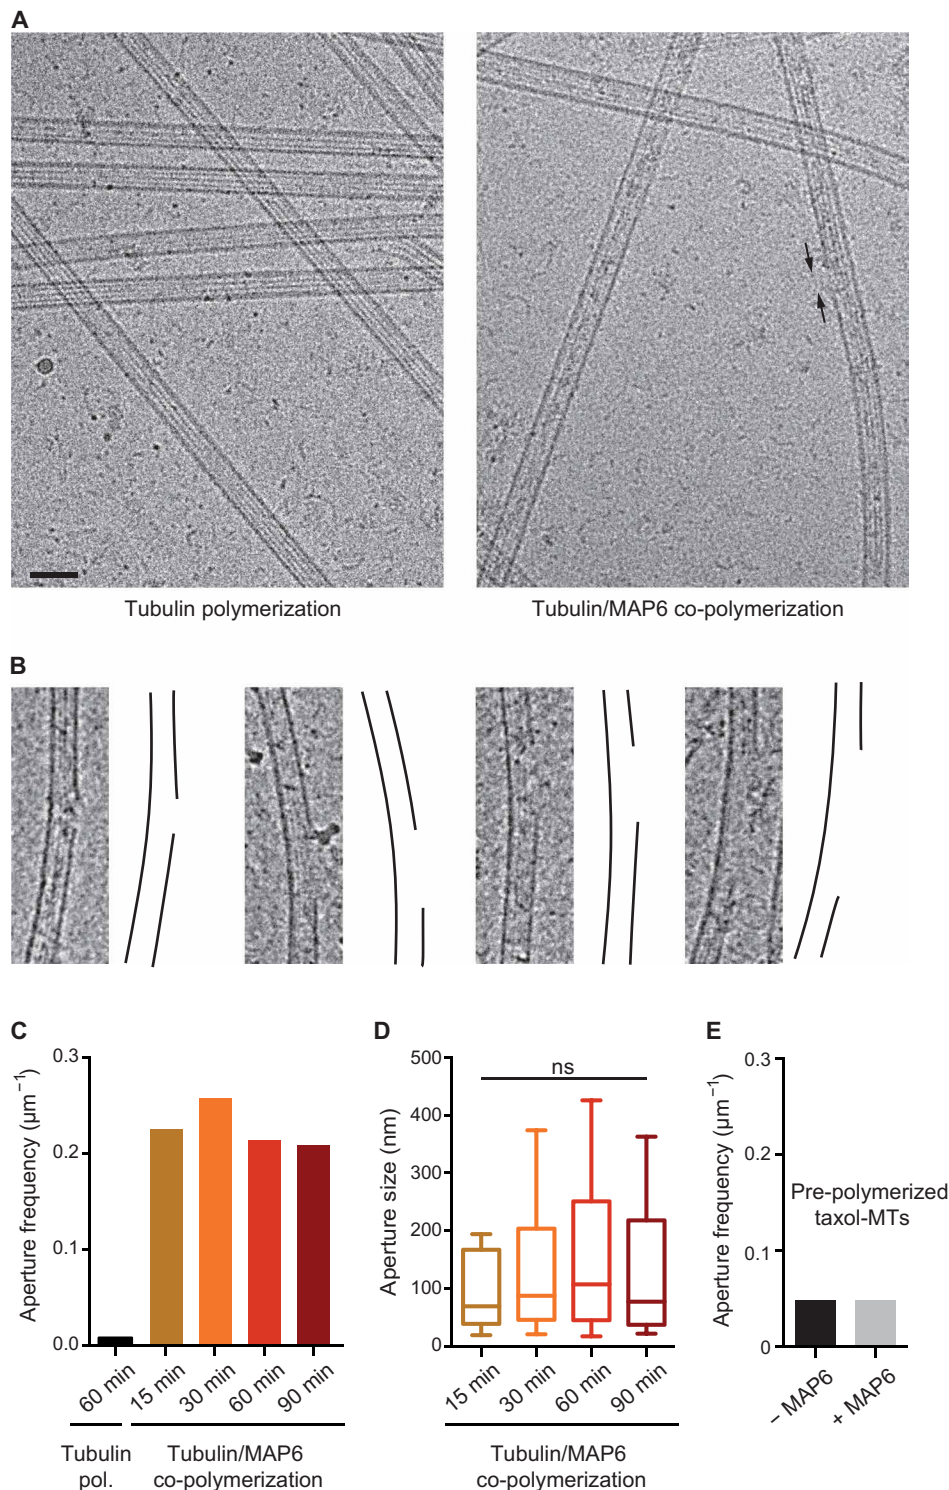 A
Tubulin polymerization
Tubulin/MAP6 co-polymerization
B
C
Aperture frequency (μm⁻¹)
0.3
0.2
0.1
0.0
60 min
15 min
30 min
60 min
90 min
Tubulin
pol.
Tubulin/MAP6
co-polymerization
D
Aperture size (nm)
500
400
300
200
100
0
ns
15 min
30 min
60 min
90 min
Tubulin/MAP6
co-polymerization
E
Aperture frequency (μm⁻¹)
0.3
0.2
0.1
0
Pre-polymerized
taxol-MTs
– MAP6
+ MAP6